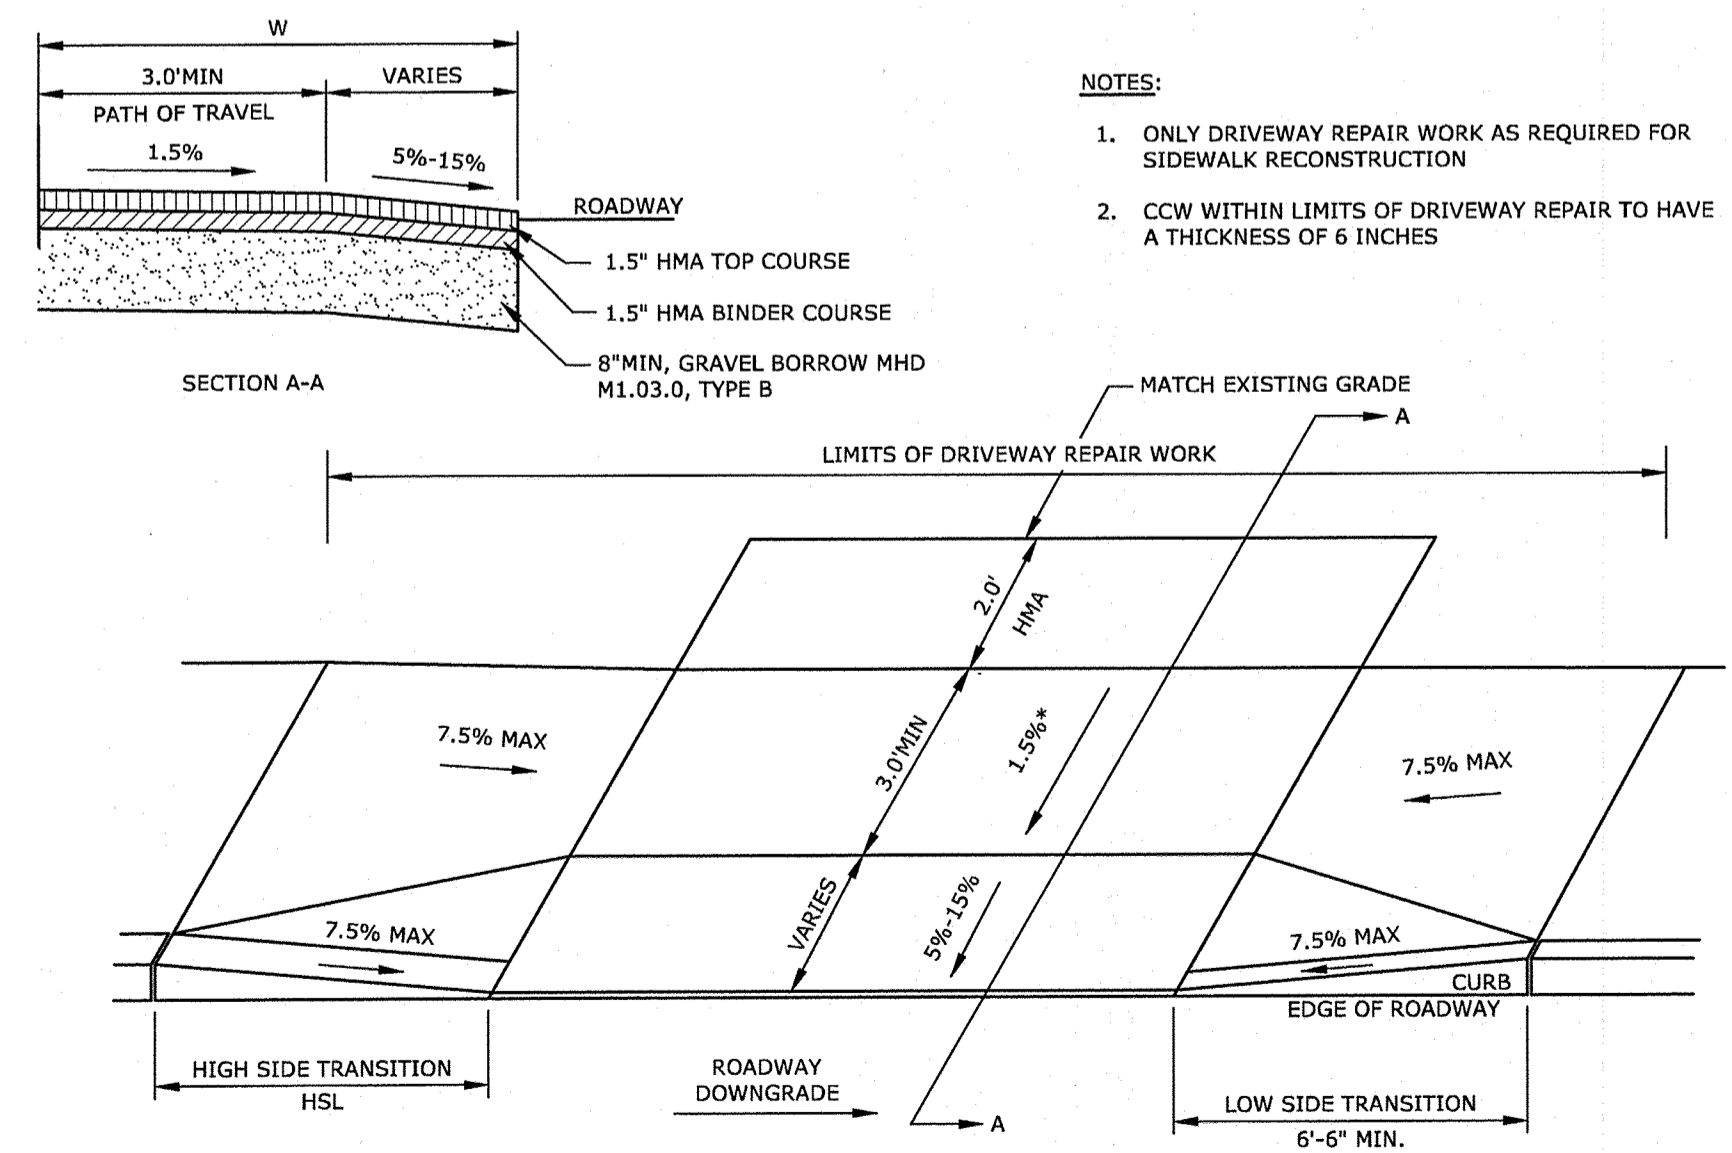 W
3.0'MIN
VARIES
PATH OF TRAVEL
1.5%
5%-15%
ROADWAY
1.5" HMA TOP COURSE
1.5" HMA BINDER COURSE
8"MIN, GRAVEL BORROW MHD
M1.03.0, TYPE B
SECTION A-A
NOTES:
1. ONLY DRIVEWAY REPAIR WORK AS REQUIRED FOR
SIDEWALK RECONSTRUCTION
2. CCW WITHIN LIMITS OF DRIVEWAY REPAIR TO HAVE
A THICKNESS OF 6 INCHES
MATCH EXISTING GRADE
A
LIMITS OF DRIVEWAY REPAIR WORK
2.0'
HMA
7.5% MAX
3.0'MIN
1.5%*
7.5% MAX
VARIES
5%-15%
7.5% MAX
7.5% MAX
CURB
EDGE OF ROADWAY
HIGH SIDE TRANSITION
HSL
ROADWAY
DOWNGRADE
A
LOW SIDE TRANSITION
6'-6" MIN.